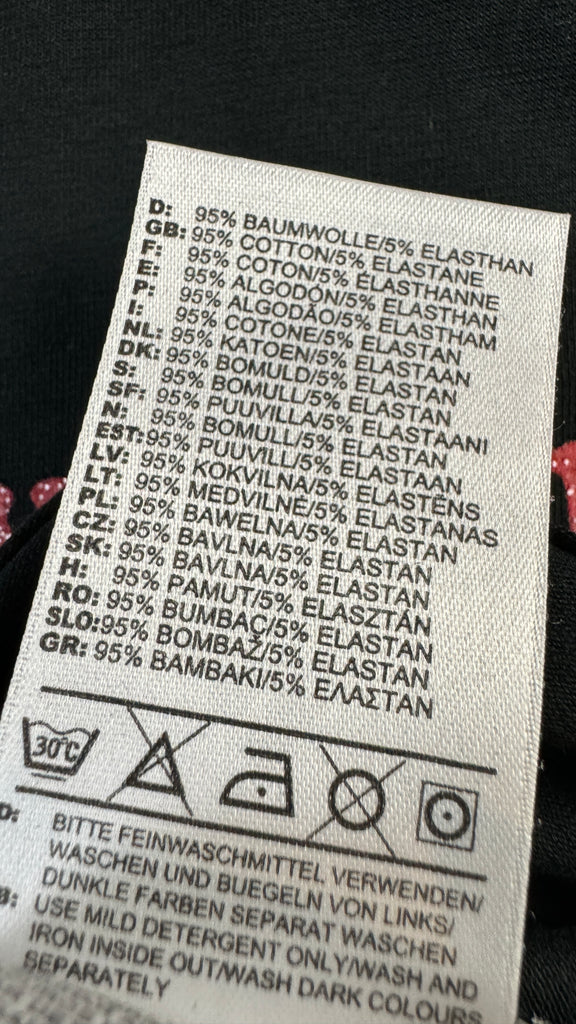 D: 95% BAUMWOLLE/5% ELASTHAN
GB: 95% COTTON/5% ELASTANE
F: 95% COTON/5% ÉLASTHANNE
E: 95% ALGODÓN/5% ELASTHAN
P: 95% ALGODÃO/5% ELASTHAM
I: 95% COTONE/5% ELASTAN
NL: 95% KATOEN/5% ELASTAAN
DK: 95% BOMULD/5% ELASTAN
S: 95% BOMULL/5% ELASTAN
SF: 95% PUUVILLA/5% ELASTAANI
N: 95% BOMULL/5% ELASTAN
EST: 95% PUUVILL/5% ELASTAAN
LV: 95% KOKVILNA/5% ELASTĒNS
LT: 95% MEDVILNĖ/5% ELASTANAS
PL: 95% BAWELNA/5% ELASTAN
CZ: 95% BAVLNA/5% ELASTAN
SK: 95% BAVLNA/5% ELASTAN
H: 95% PAMUT/5% ELASZTÁN
RO: 95% BUMBAC/5% ELASTAN
SLO: 95% BOMBAŽ/5% ELASTAN
GR: 95% ΒΑΜΒΑΚΙ/5% ΕΛΑΣΤΑΝ
30°C
D: BITTE FEINWASCHMITTEL VERWENDEN/
WASCHEN UND BUEGELN VON LINKS/
DUNKLE FARBEN SEPARAT WASCHEN
B: USE MILD DETERGENT ONLY/WASH AND
IRON INSIDE OUT/WASH DARK COLOURS
SEPARATELY